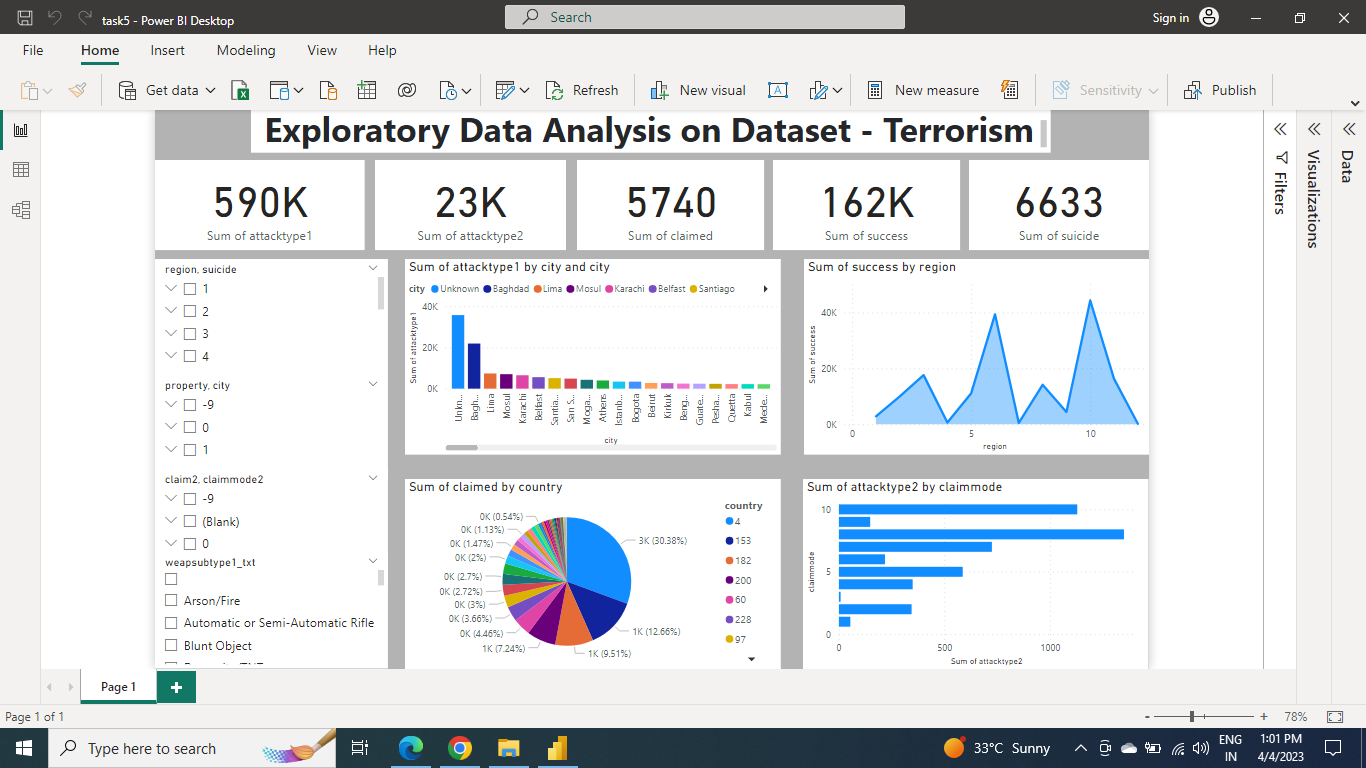 task5 - Power BI Desktop
Search
Sign in
File Home Insert Modeling View Help
Get data
Refresh
New visual
New measure
Sensitivity
Publish
Exploratory Data Analysis on Dataset - Terrorism
590K
Sum of attacktype1
23K
Sum of attacktype2
5740
Sum of claimed
162K
Sum of success
6633
Sum of suicide
region, suicide
1
2
3
4
property, city
-9
0
1
claim2, claimmode2
-9
(Blank)
0
weapsubtype1_txt
Arson/Fire
Automatic or Semi-Automatic Rifle
Blunt Object
Sum of attacktype1 by city and city
city Unknown Baghdad Lima Mosul Karachi Belfast Santiago
Sum of attacktype1
40K
20K
0K
Unkn...
Bagh...
Lima
Mosul
Karachi
Belfast
Santia...
San S...
Moga...
Athens
Istanb...
Bogota
Beirut
Kirkuk
Beng...
Guate...
Pesha...
Quetta
Kabul
Mede...
city
Sum of success by region
Sum of success
40K
20K
0K
0 5 10
region
Sum of claimed by country
0K (0.54%)
0K (1.13%)
0K (1.47%)
0K (2%)
0K (2.7%)
0K (2.72%)
0K (3%)
0K (3.66%)
0K (4.46%)
1K (7.24%)
1K (9.51%)
1K (12.66%)
3K (30.38%)
country
4
153
182
200
60
228
97
Sum of attacktype2 by claimmode
claimmode
10
5
0
0 500 1000
Sum of attacktype2
Filters
Visualizations
Data
Page 1
Page 1 of 1
- + 78%
Type here to search
33°C Sunny
ENG
IN
1:01 PM
4/4/2023